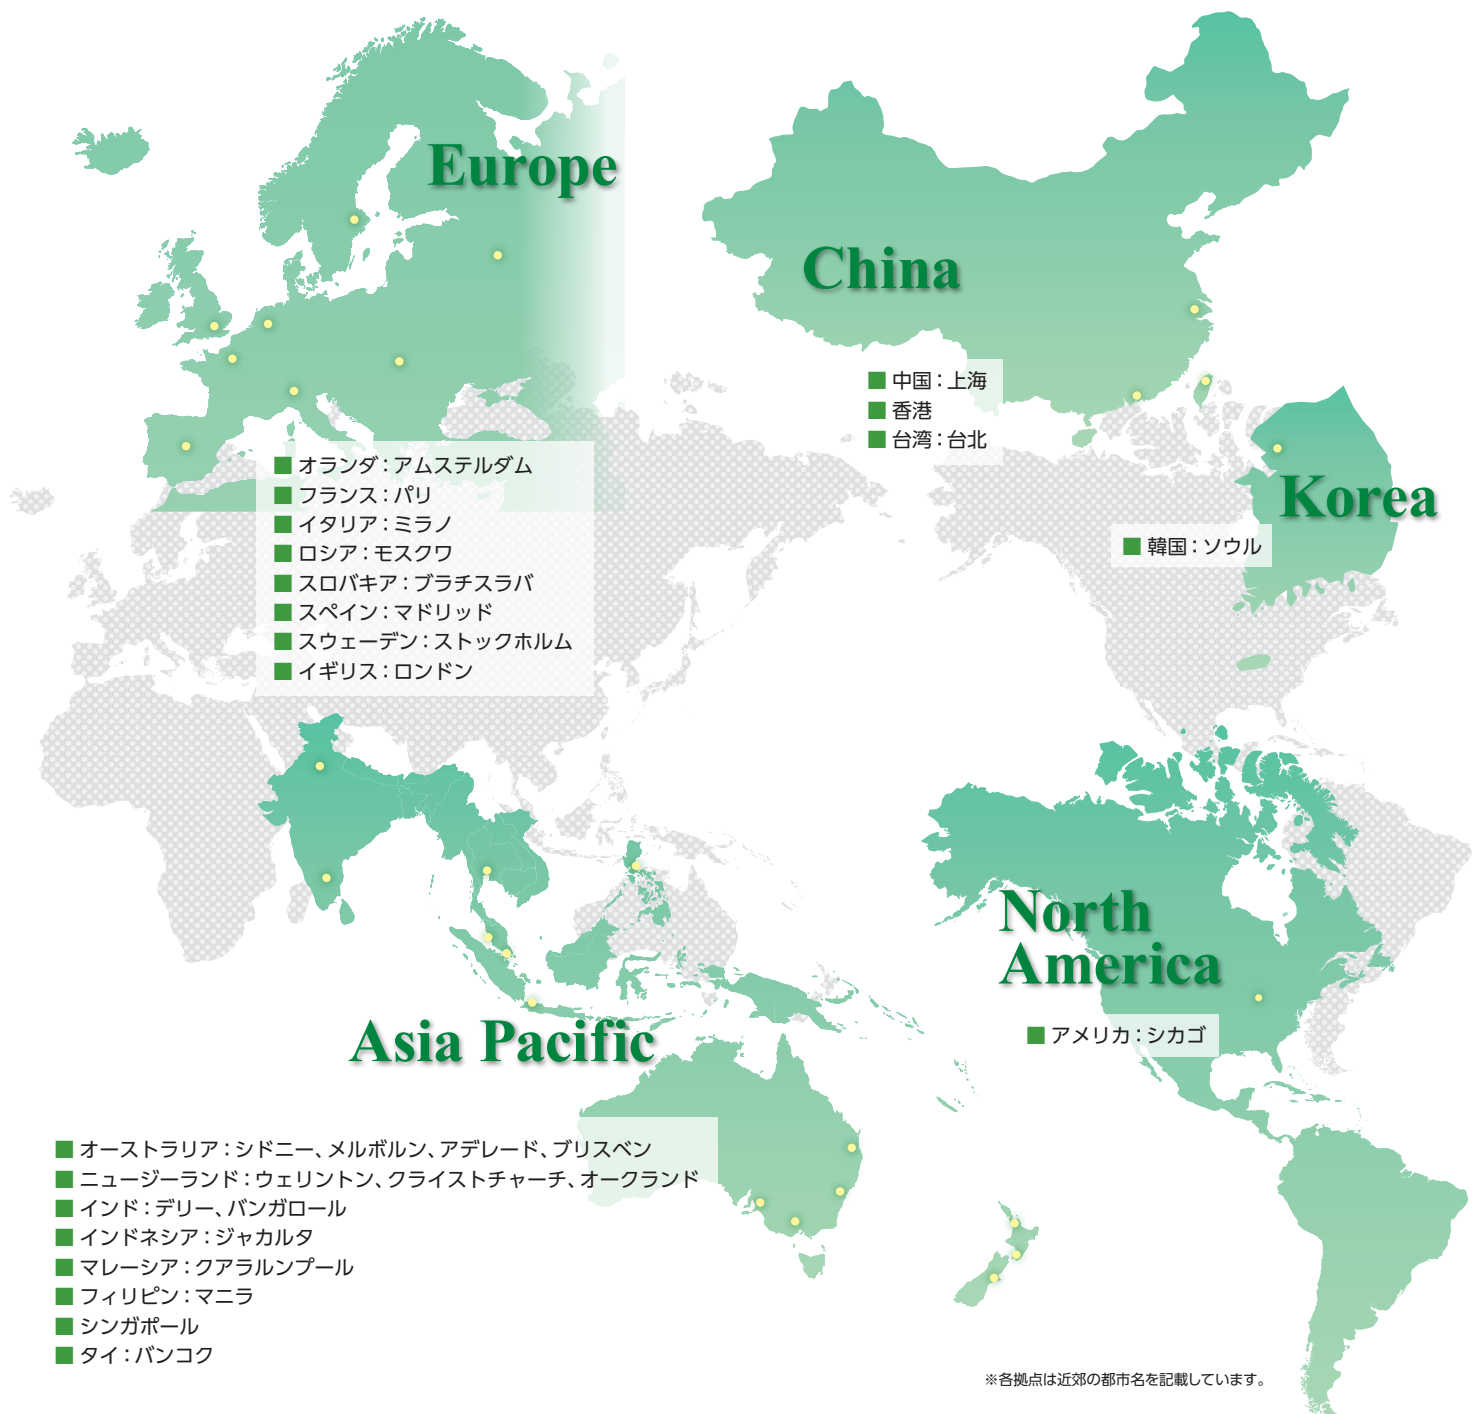 Europe
■ オランダ：アムステルダム
■ フランス：パリ
■ イタリア：ミラノ
■ ロシア：モスクワ
■ スロバキア：ブラチスラバ
■ スペイン：マドリッド
■ スウェーデン：ストックホルム
■ イギリス：ロンドン
China
■ 中国：上海
■ 香港
■ 台湾：台北
Korea
■ 韓国：ソウル
North
America
■ アメリカ：シカゴ
Asia Pacific
■ オーストラリア：シドニー、メルボルン、アデレード、ブリスベン
■ ニュージーランド：ウェリントン、クライストチャーチ、オークランド
■ インド：デリー、バンガロール
■ インドネシア：ジャカルタ
■ マレーシア：クアラルンプール
■ フィリピン：マニラ
■ シンガポール
■ タイ：バンコク
※各拠点は近郊の都市名を記載しています。